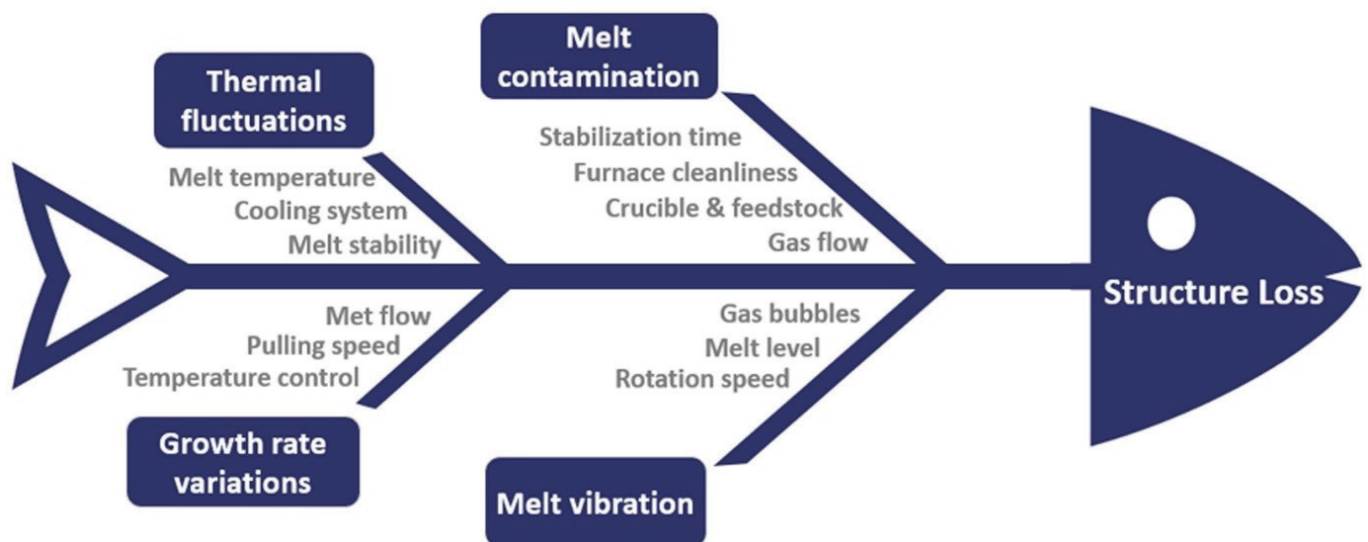 Thermal
fluctuations
Melt temperature
Cooling system
Melt stability
Melt
contamination
Stabilization time
Furnace cleanliness
Crucible & feedstock
Gas flow
Structure Loss
Met flow
Pulling speed
Temperature control
Growth rate
variations
Gas bubbles
Melt level
Rotation speed
Melt vibration